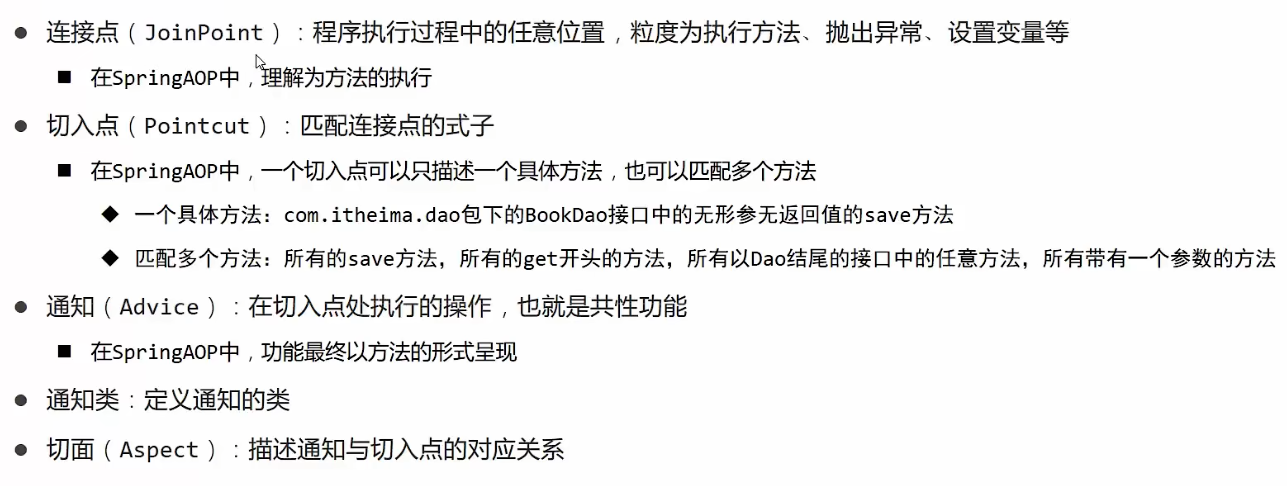 ● 连接点（JoinPoint）：程序执行过程中的任意位置，粒度为执行方法、抛出异常、设置变量等
■ 在SpringAOP中，理解为方法的执行
● 切入点（Pointcut）：匹配连接点的式子
■ 在SpringAOP中，一个切入点可以只描述一个具体方法，也可以匹配多个方法
◆ 一个具体方法：com.itheima.dao包下的BookDao接口中的无形参无返回值的save方法
◆ 匹配多个方法：所有的save方法，所有的get开头的方法，所有以Dao结尾的接口中的任意方法，所有带有一个参数的方法
● 通知（Advice）：在切入点处执行的操作，也就是共性功能
■ 在SpringAOP中，功能最终以方法的形式呈现
● 通知类：定义通知的类
● 切面（Aspect）：描述通知与切入点的对应关系